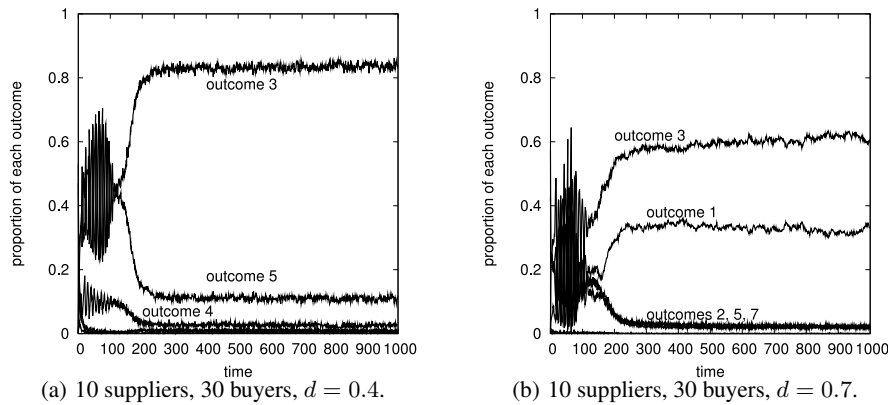 1
0.8
0.6
0.4
0.2
0
proportion of each outcome
outcome 3
outcome 5
outcome 4
0 100 200 300 400 500 600 700 800 900 1000
time
(a) 10 suppliers, 30 buyers, d = 0.4.
1
0.8
0.6
0.4
0.2
0
proportion of each outcome
outcome 3
outcome 1
outcomes 2, 5, 7
0 100 200 300 400 500 600 700 800 900 1000
time
(b) 10 suppliers, 30 buyers, d = 0.7.